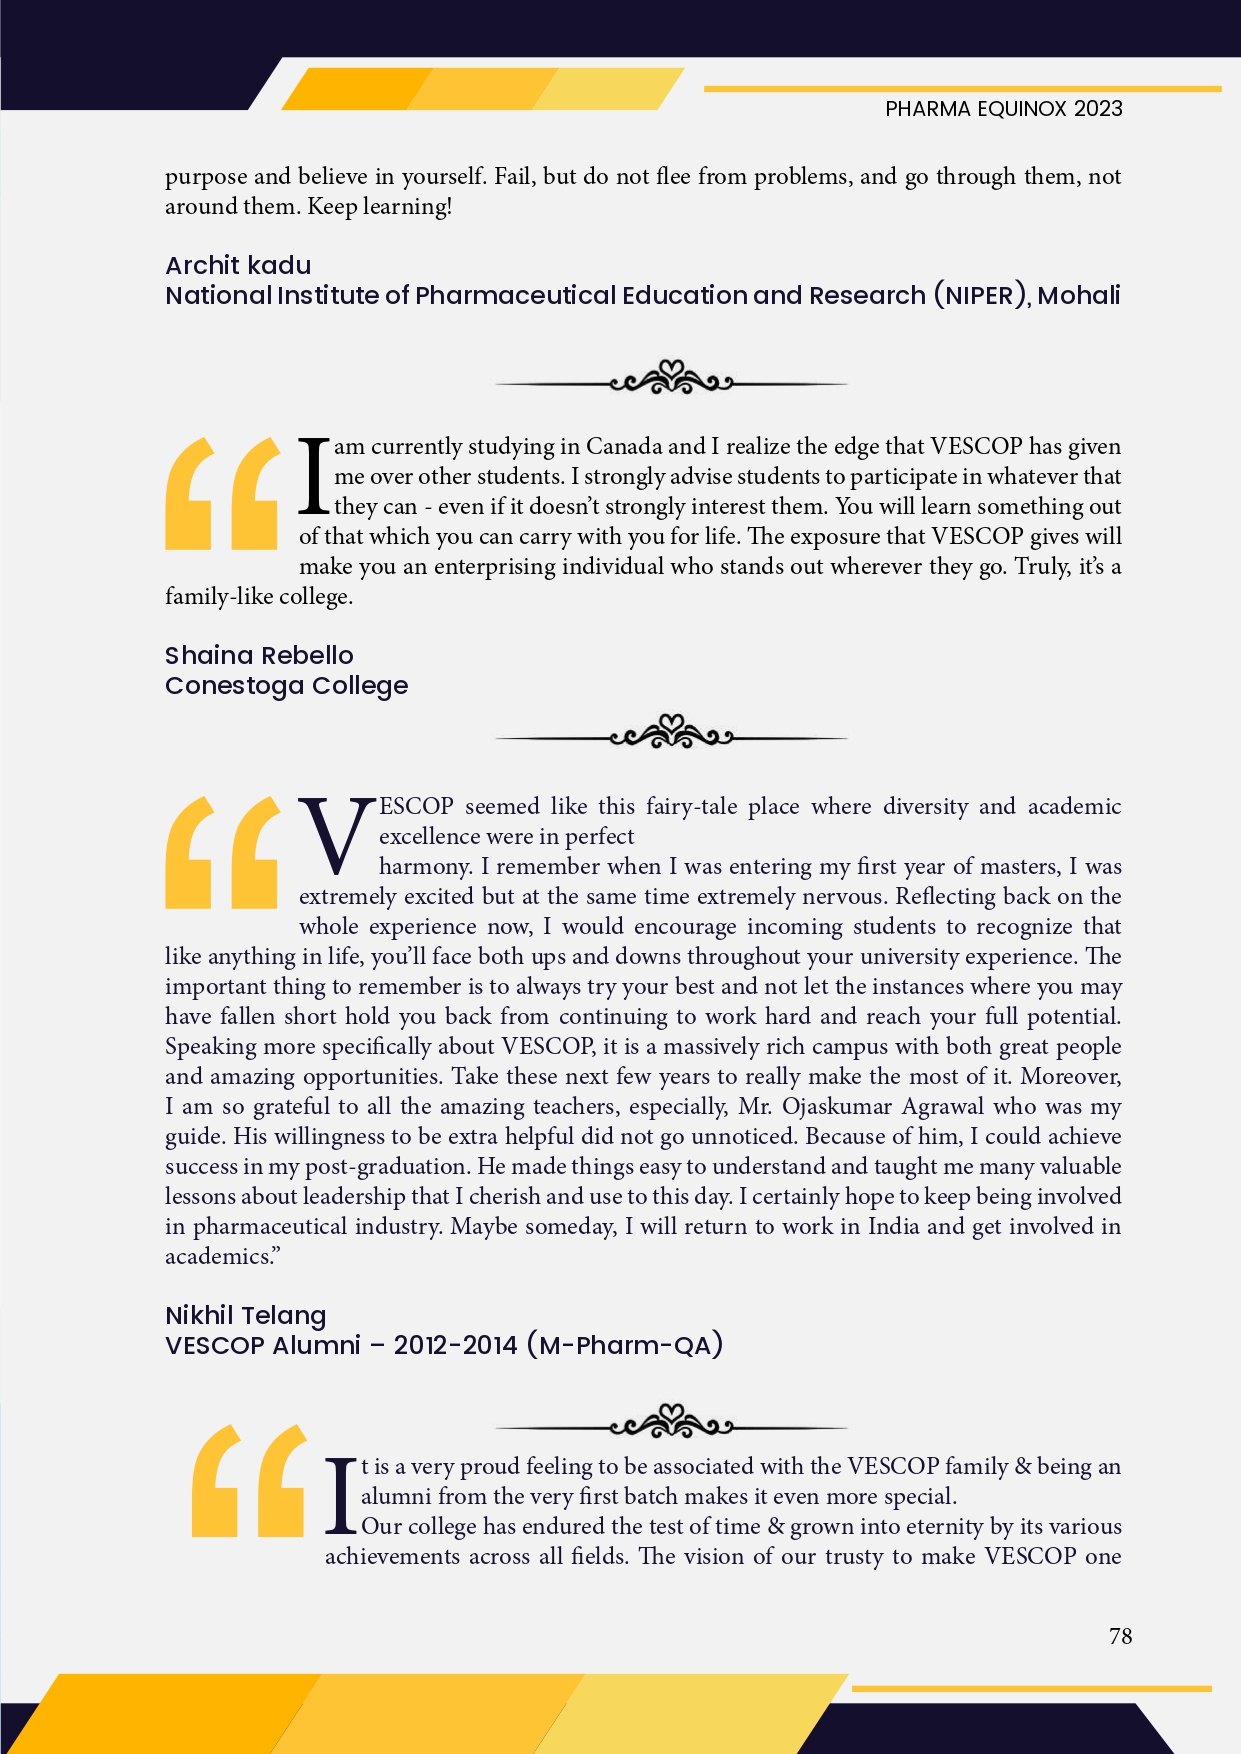 PHARMA EQUINOX 2023
purpose and believe in yourself. Fail, but do not flee from problems, and go through them, not
around them. Keep learning!
Archit kadu
National Institute of Pharmaceutical Education and Research (NIPER), Mohali
“I am currently studying in Canada and I realize the edge that VESCOP has given
me over other students. I strongly advise students to participate in whatever that
they can - even if it doesn’t strongly interest them. You will learn something out
of that which you can carry with you for life. The exposure that VESCOP gives will
make you an enterprising individual who stands out wherever they go. Truly, it’s a
family-like college.
Shaina Rebello
Conestoga College
“VESCOP seemed like this fairy-tale place where diversity and academic
excellence were in perfect
harmony. I remember when I was entering my first year of masters, I was
extremely excited but at the same time extremely nervous. Reflecting back on the
whole experience now, I would encourage incoming students to recognize that
like anything in life, you’ll face both ups and downs throughout your university experience. The
important thing to remember is to always try your best and not let the instances where you may
have fallen short hold you back from continuing to work hard and reach your full potential.
Speaking more specifically about VESCOP, it is a massively rich campus with both great people
and amazing opportunities. Take these next few years to really make the most of it. Moreover,
I am so grateful to all the amazing teachers, especially, Mr. Ojaskumar Agrawal who was my
guide. His willingness to be extra helpful did not go unnoticed. Because of him, I could achieve
success in my post-graduation. He made things easy to understand and taught me many valuable
lessons about leadership that I cherish and use to this day. I certainly hope to keep being involved
in pharmaceutical industry. Maybe someday, I will return to work in India and get involved in
academics.”
Nikhil Telang
VESCOP Alumni – 2012-2014 (M-Pharm-QA)
“It is a very proud feeling to be associated with the VESCOP family & being an
alumni from the very first batch makes it even more special.
Our college has endured the test of time & grown into eternity by its various
achievements across all fields. The vision of our trusty to make VESCOP one
78